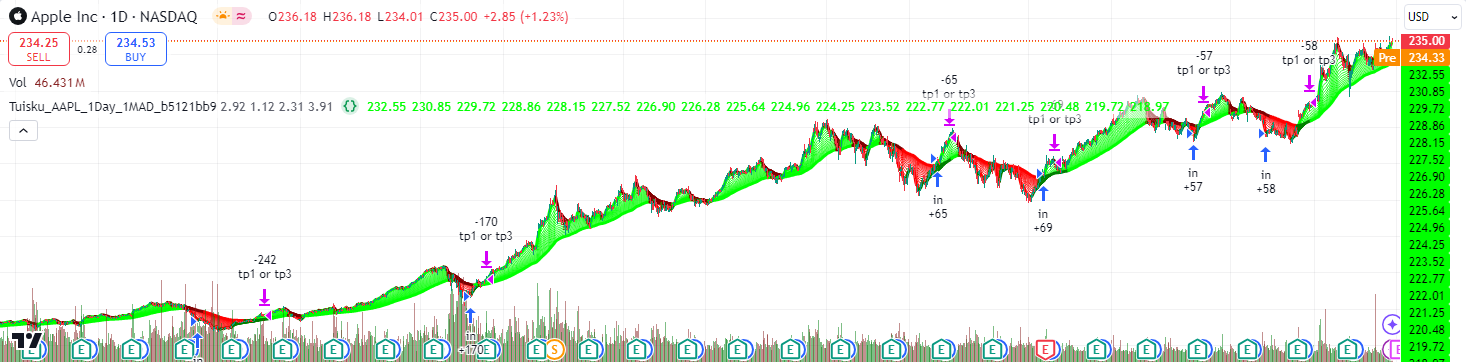 Apple Inc · 1D · NASDAQ O236.18 H236.18 L234.01 C235.00 +2.85 (+1.23%)
USD
234.25
SELL
0.28
234.53
BUY
Vol 46.431M
Tuisku_AAPL_1Day_1MAD_b5121bb9 2.92 1.12 2.31 3.91 232.55 230.85 229.72 228.86 228.15 227.52 226.90 226.28 225.64 224.96 224.25 223.52 222.77 222.01 221.25 220.48 219.72 218.97
-242
tp1 or tp3
-170
tp1 or tp3
in
+170
-65
tp1 or tp3
in
+65
-69
tp1 or tp3
in
+69
-57
tp1 or tp3
in
+57
-58
tp1 or tp3
in
+58
235.00
Pre 234.33
232.55
230.85
229.72
228.86
228.15
227.52
226.90
226.28
225.64
224.96
224.25
223.52
222.77
222.01
221.25
220.48
219.72
E E E E E E E E E E S E E E E E E E E E E E E E E E E E